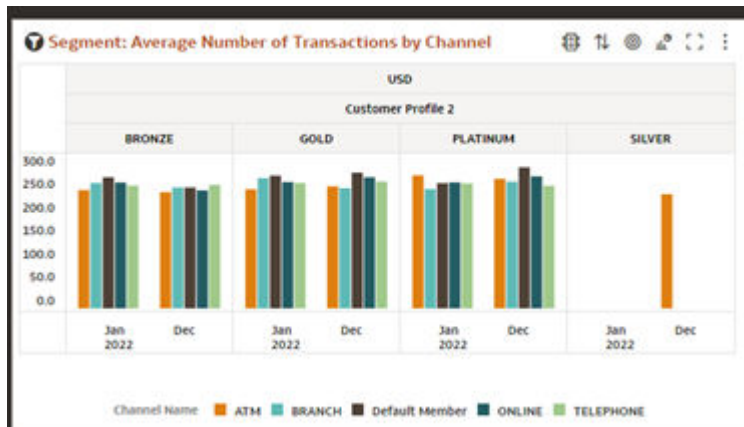 Segment: Average Number of Transactions by Channel
USD
Customer Profile 2
BRONZE GOLD PLATINUM SILVER
300.0
250.0
200.0
150.0
100.0
50.0
0.0
Jan 2022 Dec Jan 2022 Dec Jan 2022 Dec Jan 2022 Dec
Channel Name ATM BRANCH Default Member ONLINE TELEPHONE